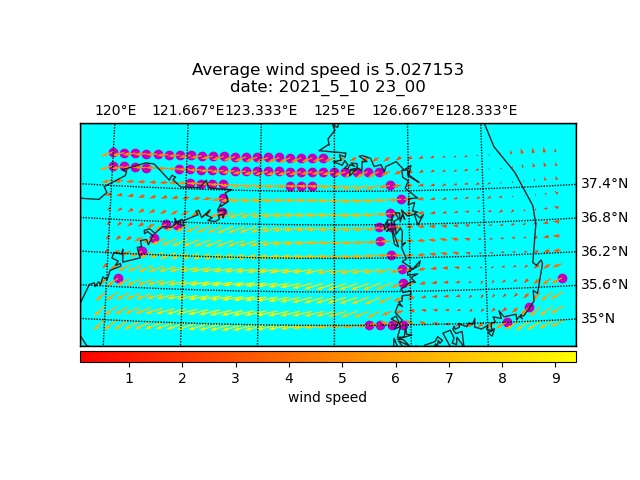 Average wind speed is 5.027153
date: 2021_5_10 23_00
120°E 121.667°E 123.333°E 125°E 126.667°E 128.333°E
37.4°N
36.8°N
36.2°N
35.6°N
35°N
1 2 3 4 5 6 7 8 9
wind speed